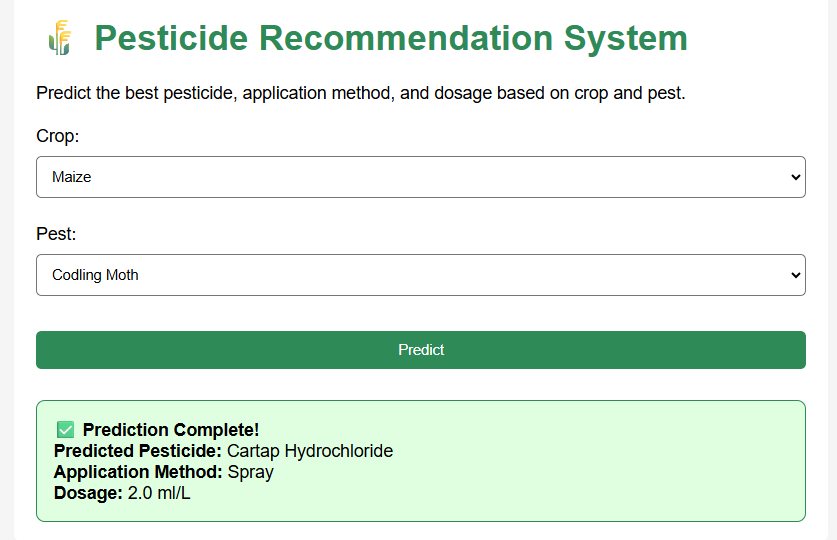 Pesticide Recommendation System
Predict the best pesticide, application method, and dosage based on crop and pest.
Crop:
Maize
Pest:
Codling Moth
Predict
Prediction Complete!
Predicted Pesticide: Cartap Hydrochloride
Application Method: Spray
Dosage: 2.0 ml/L